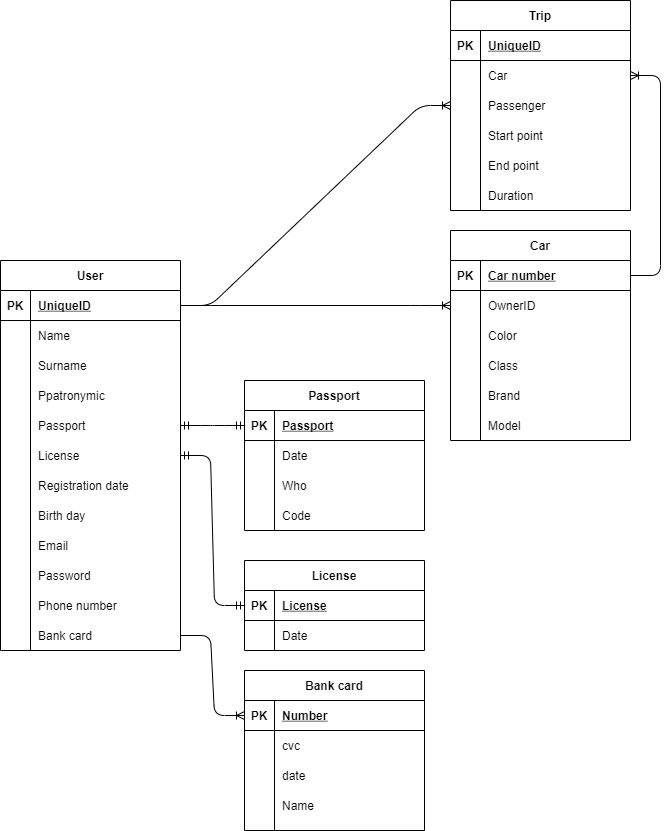 Trip
PK UniqueID
Car
Passenger
Start point
End point
Duration
Car
PK Car number
OwnerID
Color
Class
Brand
Model
User
PK UniqueID
Name
Surname
Ppatronymic
Passport
License
Registration date
Birth day
Email
Password
Phone number
Bank card
Passport
PK Passport
Date
Who
Code
License
PK License
Date
Bank card
PK Number
cvc
date
Name